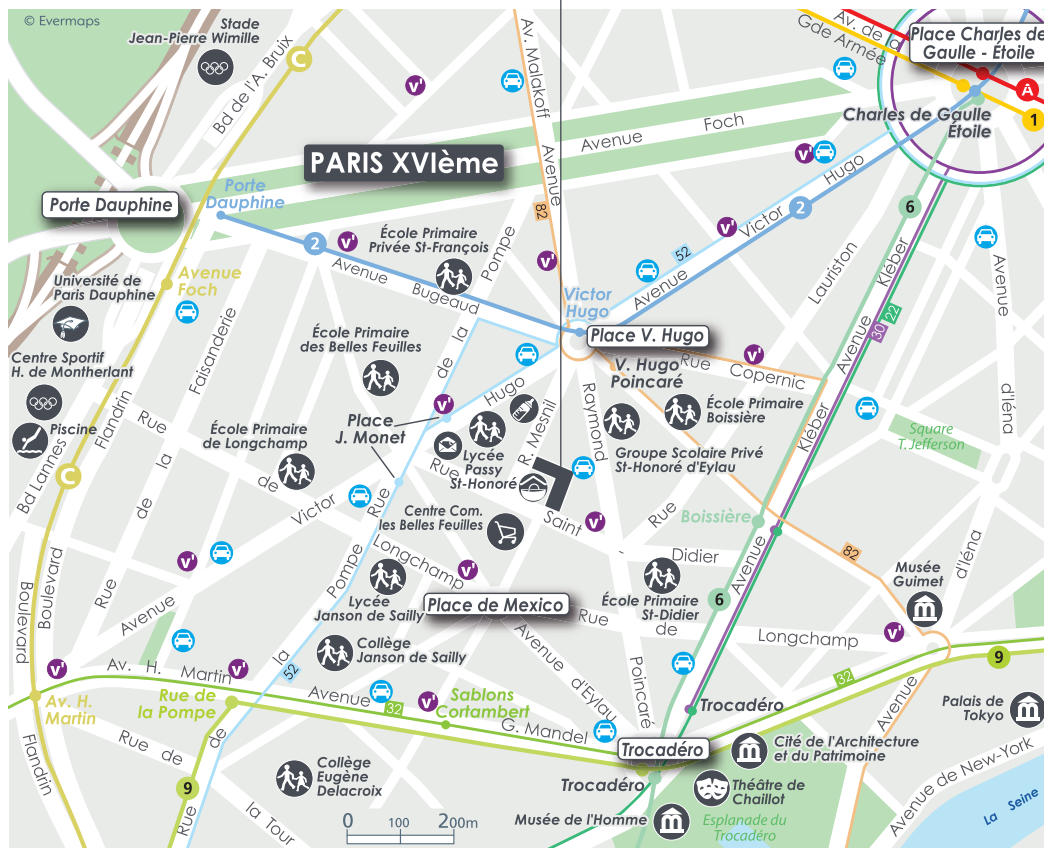 © Evermaps
Stade
Jean-Pierre Wimille
Bd de l'A. Bruix
C
Av. Malakoff
Avenue
82
Av. de la
Gde Armée
Place Charles de
Gaulle - Étoile
A
1
Charles de Gaulle
Étoile
Avenue
Foch
PARIS XVIème
Porte Dauphine
Porte
Dauphine
2
École Primaire
Privée St-François
Avenue
Bugeaud
Rue
de
la
Pompe
Victor
Hugo
52
Avenue
Victor
Hugo
2
6
Lauriston
Kléber
Avenue
30
22
Avenue
d'Iéna
Université de
Paris Dauphine
Avenue
Foch
Centre Sportif
H. de Montherlant
Piscine
Faisanderie
la
de
Rue
École Primaire
des Belles Feuilles
Place V. Hugo
V. Hugo
Poincaré
Rue
Copernic
École Primaire
Boissière
Groupe Scolaire Privé
St-Honoré d'Eylau
Place
J. Monet
Hugo
R. Mesnil
Raymond
Lycée
Passy
St-Honoré
École Primaire
de Longchamp
Square
T. Jefferson
Kléber
Flandrin
Bd Lannes
C
Rue
de
Victor
Avenue
Centre Com.
les Belles Feuilles
Rue
Saint
Didier
Rue
Boissière
Avenue
82
d'Iéna
Musée
Guimet
Longchamp
Pompe
Lycée
Janson de Sailly
École Primaire
St-Didier
6
Boulevard
Boulevard
Place de Mexico
Rue
de
Longchamp
Collège
Janson de Sailly
la
52
Av. H. Martin
Avenue
32
Sablons
Cortambert
G. Mandel
Avenue
d'Eylau
Poincaré
32
9
Av. H.
Martin
Rue de
la Pompe
Flandrin
Trocadéro
Trocadéro
Trocadéro
Avenue
Palais de
Tokyo
Cité de l'Architecture
et du Patrimoine
Théâtre de
Chaillot
Musée de l'Homme
Esplanade du
Trocadéro
Avenue de New-York
La Seine
Rue
de
la Tour
de
Rue
9
Collège
Eugène
Delacroix
0
100
200m